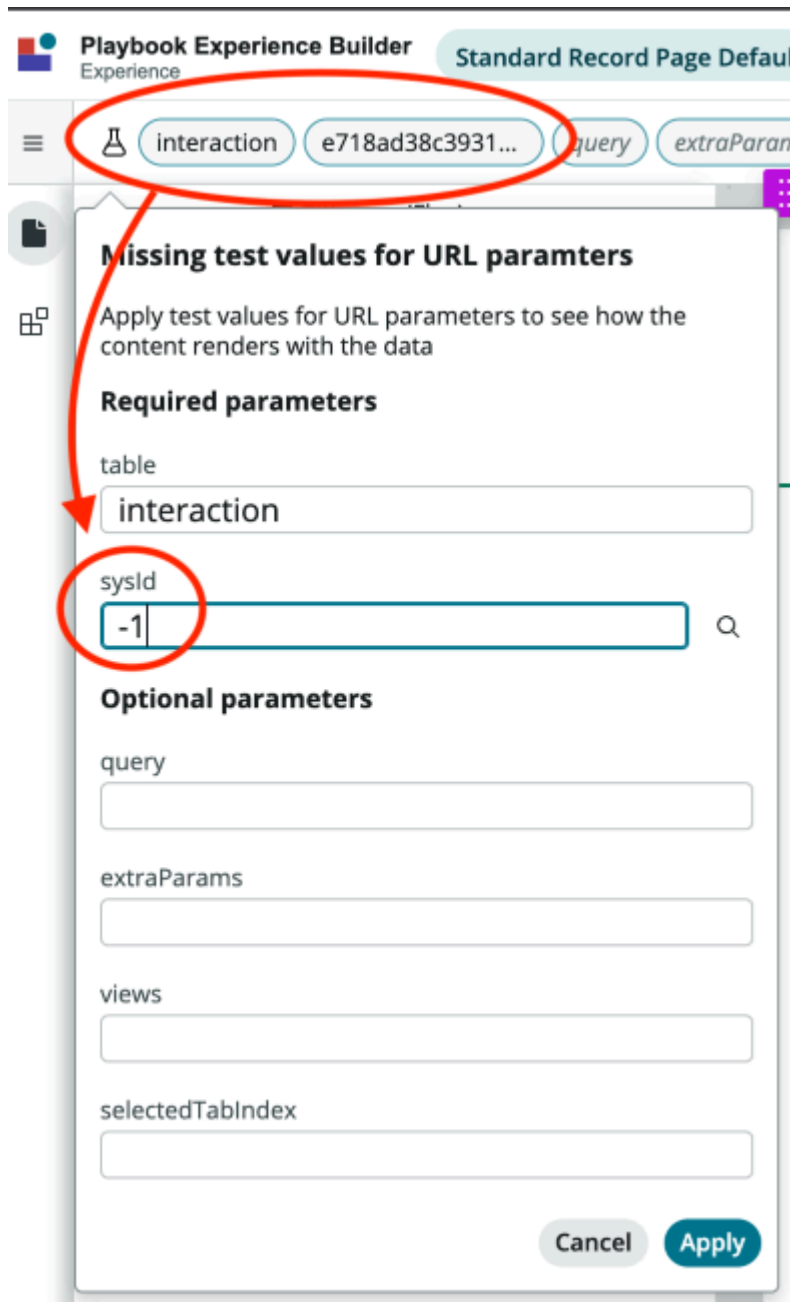 Playbook Experience Builder
Experience
Standard Record Page Defaul
interaction
e718ad38c3931...
query
extraParan
Missing test values for URL paramters
Apply test values for URL parameters to see how the
content renders with the data
Required parameters
table
interaction
sysId
-1
Optional parameters
query
extraParams
views
selectedTabIndex
Cancel
Apply